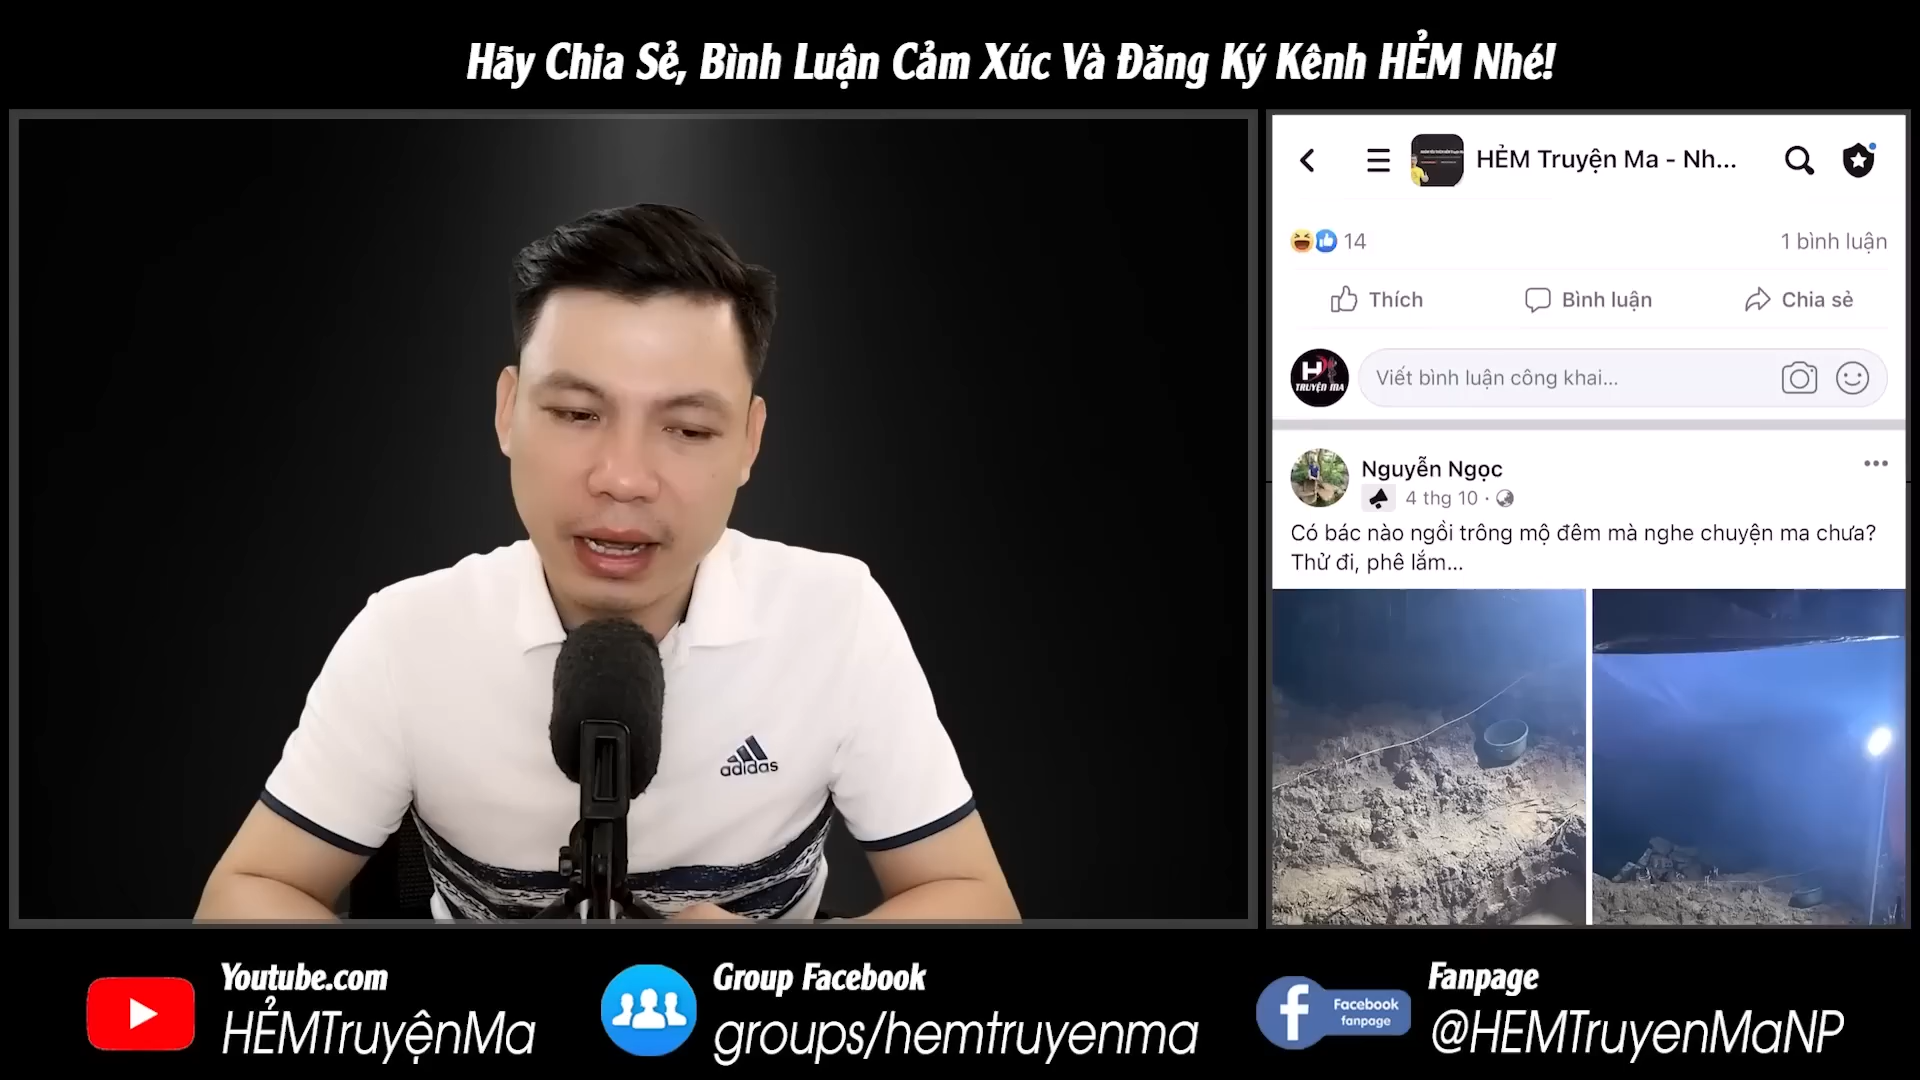 Hãy Chia Sẻ, Bình Luận Cảm Xúc Và Đăng Ký Kênh HẺM Nhé!
HẺM Truyện Ma - Nh...
14
1 bình luận
Thích
Bình luận
Chia sẻ
H
TRUYỆN MA
Viết bình luận công khai...
Nguyễn Ngọc
4 thg 10 ·
Có bác nào ngồi trông mộ đêm mà nghe chuyện ma chưa?
Thử đi, phê lắm...
adidas
Youtube.com
HẺMTruyệnMa
Group Facebook
groups/hemtruyenma
Facebook
fanpage
Fanpage
@HEMTruyenMaNP